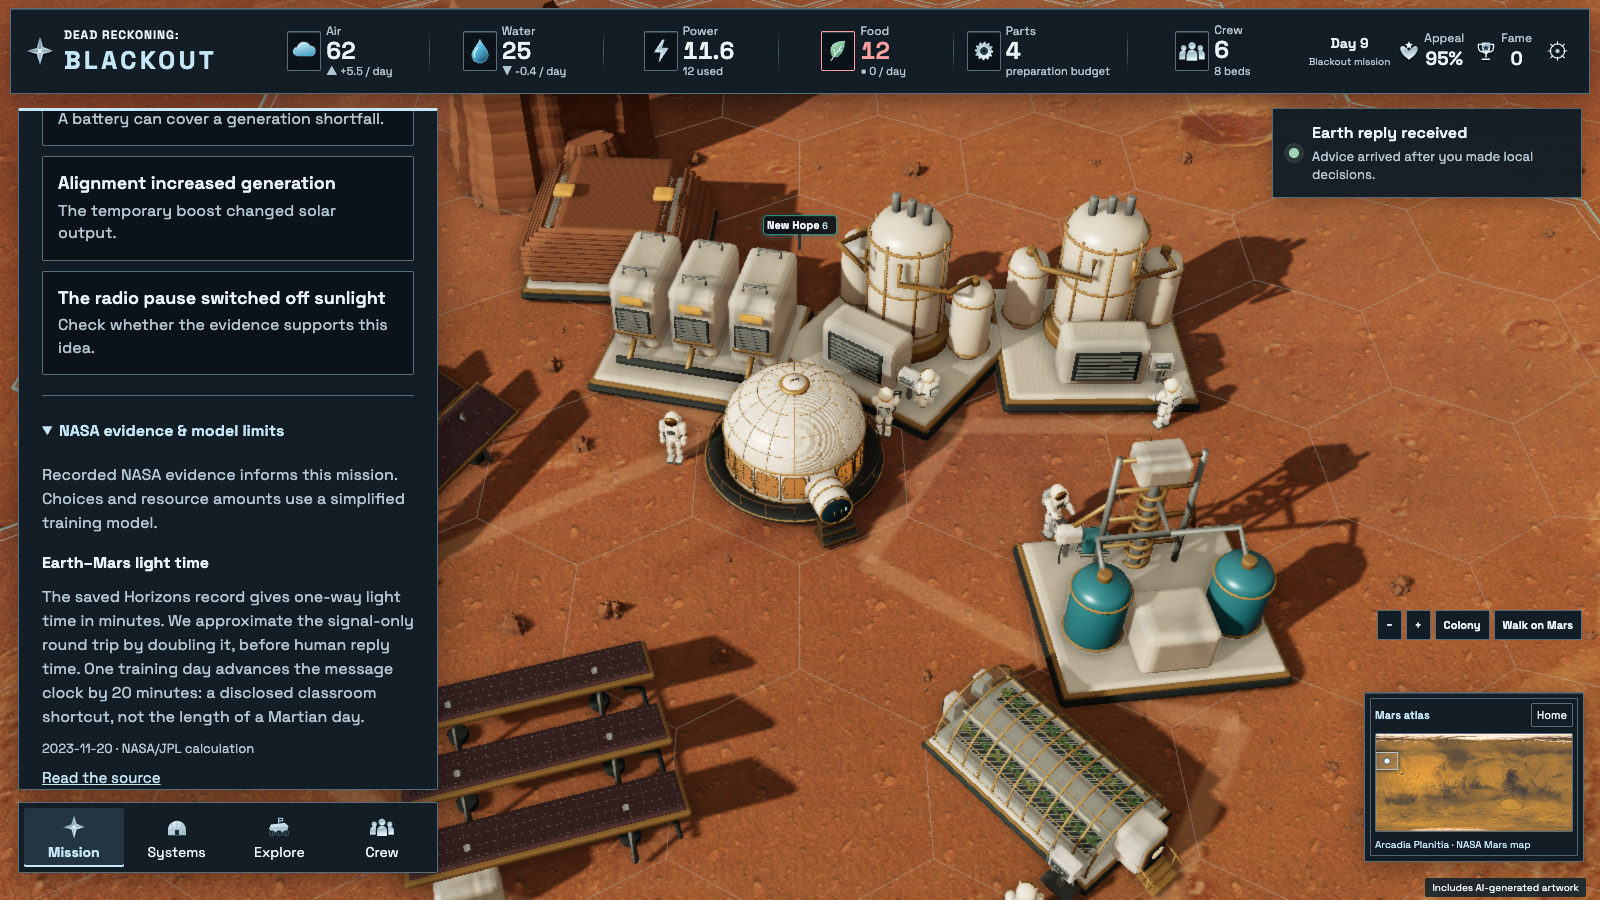 DEAD RECKONING:
BLACKOUT
Air
62
▲ +5.5 / day
Water
25
▼ -0.4 / day
Power
11.6
12 used
Food
12
▪ 0 / day
Parts
4
preparation budget
Crew
6
8 beds
Day 9
Blackout mission
Appeal
95%
Fame
0
A battery can cover a generation shortfall.
Alignment increased generation
The temporary boost changed solar
output.
The radio pause switched off sunlight
Check whether the evidence supports this
idea.
▼ NASA evidence & model limits
Recorded NASA evidence informs this mission.
Choices and resource amounts use a simplified
training model.
Earth–Mars light time
The saved Horizons record gives one-way light
time in minutes. We approximate the signal-only
round trip by doubling it, before human reply
time. One training day advances the message
clock by 20 minutes: a disclosed classroom
shortcut, not the length of a Martian day.
2023-11-20 · NASA/JPL calculation
Read the source
Mission
Systems
Explore
Crew
New Hope 6
Earth reply received
Advice arrived after you made local
decisions.
- + Colony Walk on Mars
Mars atlas
Home
Arcadia Planitia · NASA Mars map
Includes AI-generated artwork